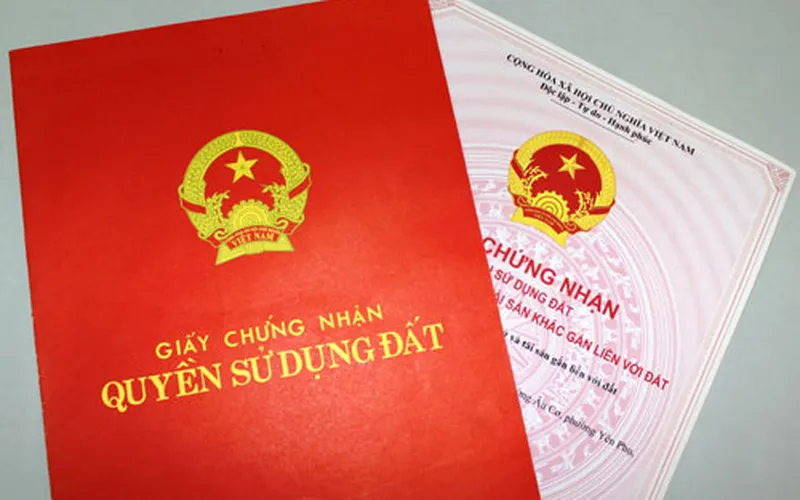 VIỆT NAM
GIẤY CHỨNG NHẬN
QUYỀN SỬ DỤNG ĐẤT
CỘNG HÒA XÃ HỘI CHỦ NGHĨA VIỆT NAM
Độc lập - Tự do - Hạnh phúc
CHỨNG NHẬN
SỬ DỤNG ĐẤT
SẢN KHÁC GẮN LIỀN VỚI ĐẤT
và tài sản gắn liền với đất
Âu Cơ, phường Yên Phụ,